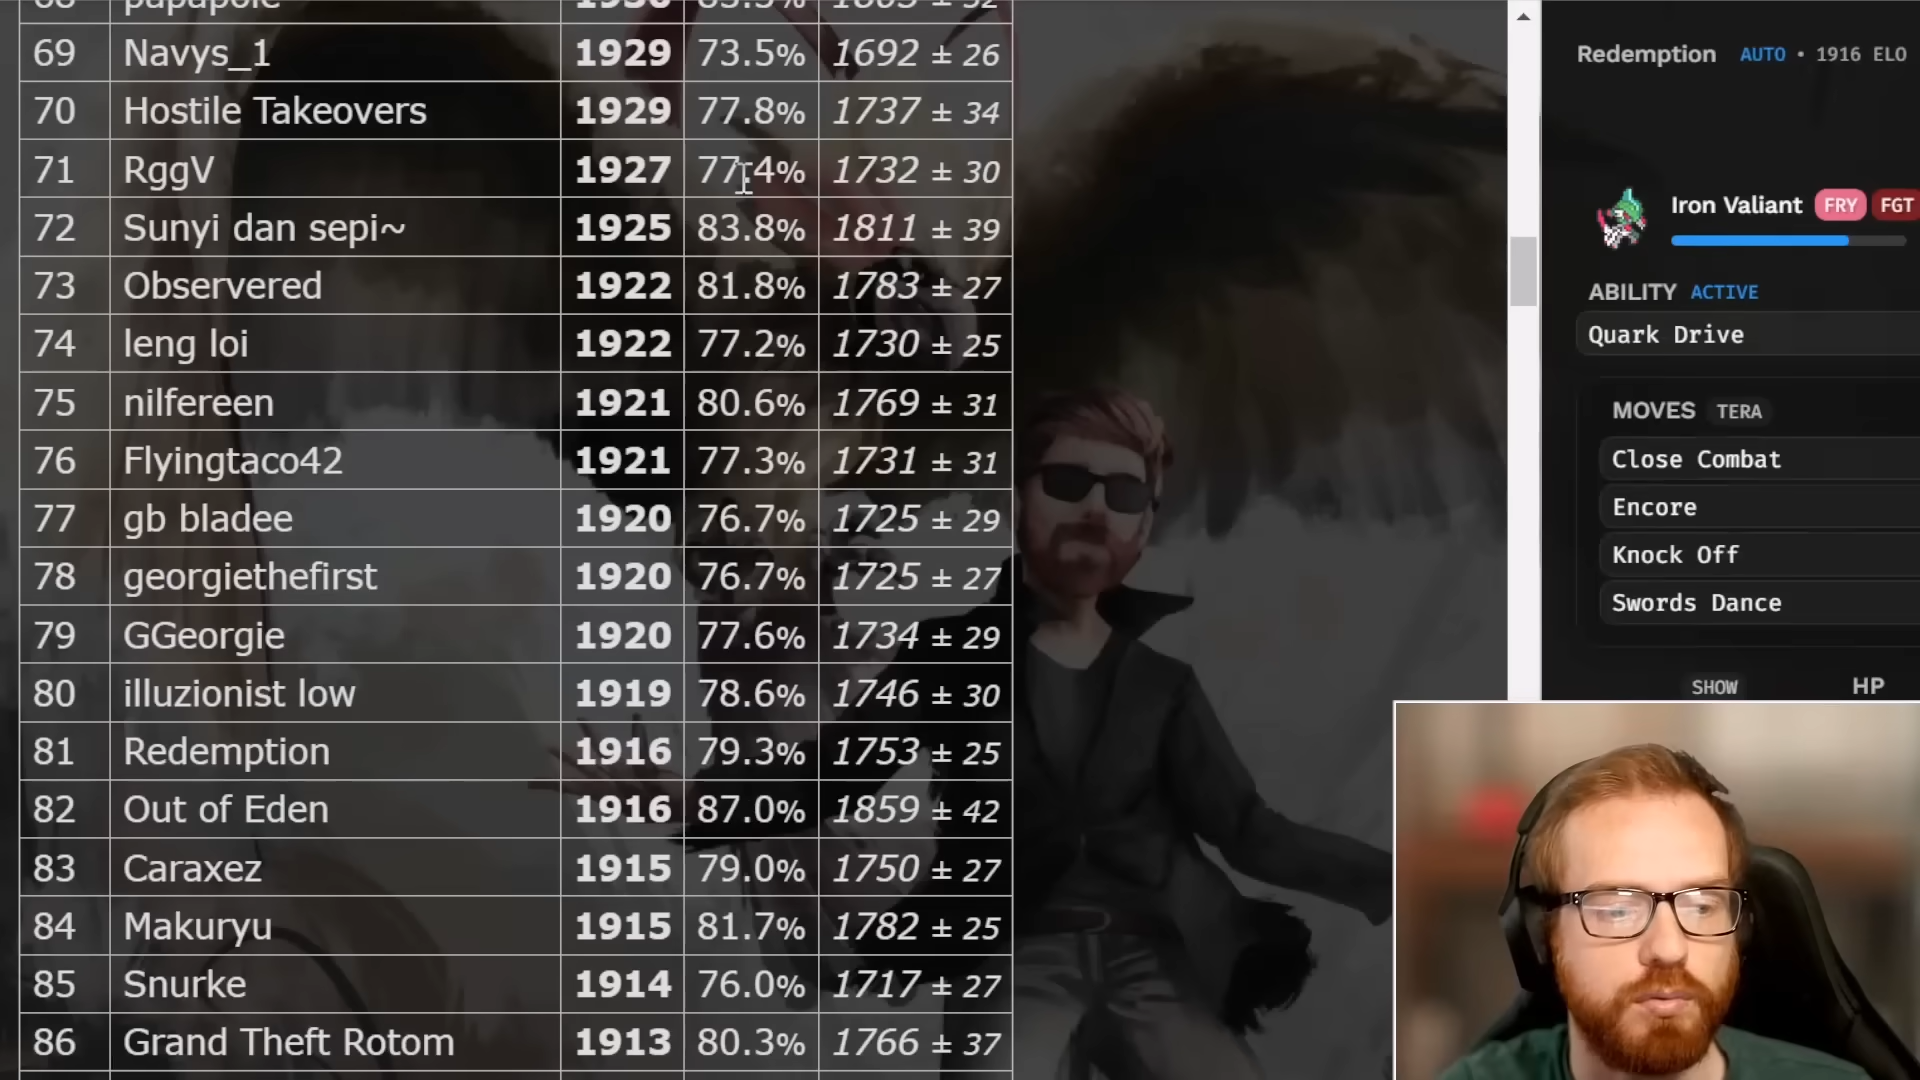 69 Navys_1 1929 73.5% 1692 ± 26
70 Hostile Takeovers 1929 77.8% 1737 ± 34
71 RggV 1927 77.4% 1732 ± 30
72 Sunyi dan sepi~ 1925 83.8% 1811 ± 39
73 Observered 1922 81.8% 1783 ± 27
74 leng loi 1922 77.2% 1730 ± 25
75 nilfereen 1921 80.6% 1769 ± 31
76 Flyingtaco42 1921 77.3% 1731 ± 31
77 gb bladee 1920 76.7% 1725 ± 29
78 georgiethefirst 1920 76.7% 1725 ± 27
79 GGeorgie 1920 77.6% 1734 ± 29
80 illuzionist low 1919 78.6% 1746 ± 30
81 Redemption 1916 79.3% 1753 ± 25
82 Out of Eden 1916 87.0% 1859 ± 42
83 Caraxez 1915 79.0% 1750 ± 27
84 Makuryu 1915 81.7% 1782 ± 25
85 Snurke 1914 76.0% 1717 ± 27
86 Grand Theft Rotom 1913 80.3% 1766 ± 37
Redemption AUTO • 1916 ELO
Iron Valiant FRY FGT
ABILITY ACTIVE
Quark Drive
MOVES TERA
Close Combat
Encore
Knock Off
Swords Dance
SHOW HP